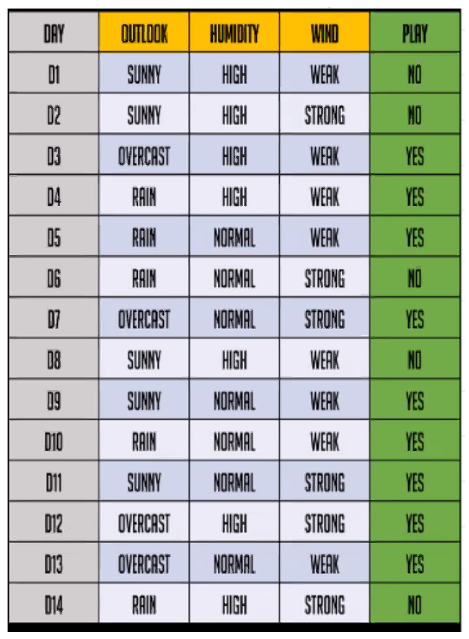 DAY OUTLOOK HUMIDITY WIND PLAY
D1 SUNNY HIGH WEAK NO
D2 SUNNY HIGH STRONG NO
D3 OVERCAST HIGH WEAK YES
D4 RAIN HIGH WEAK YES
D5 RAIN NORMAL WEAK YES
D6 RAIN NORMAL STRONG NO
D7 OVERCAST NORMAL STRONG YES
D8 SUNNY HIGH WEAK NO
D9 SUNNY NORMAL WEAK YES
D10 RAIN NORMAL WEAK YES
D11 SUNNY NORMAL STRONG YES
D12 OVERCAST HIGH STRONG YES
D13 OVERCAST NORMAL WEAK YES
D14 RAIN HIGH STRONG NO